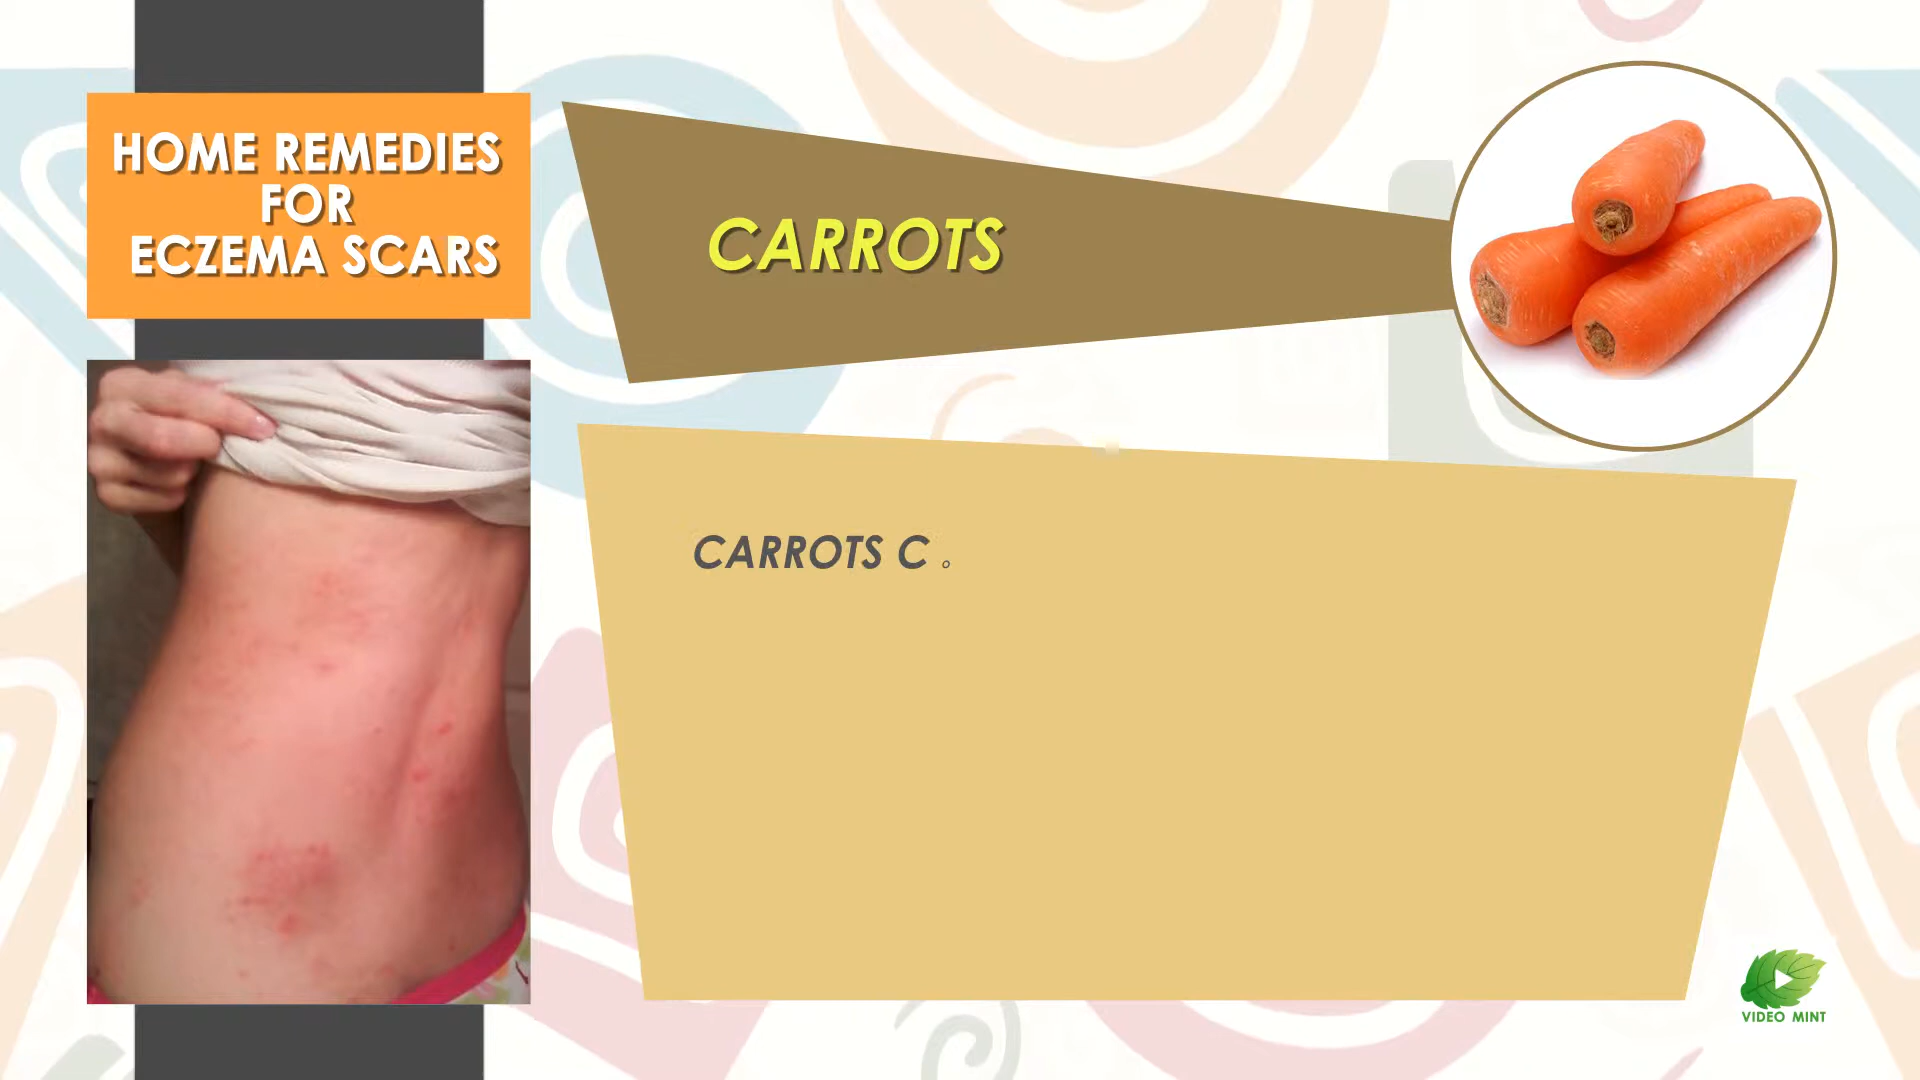 HOME REMEDIES
FOR
ECZEMA SCARS
CARROTS
CARROTS C
VIDEO MINT